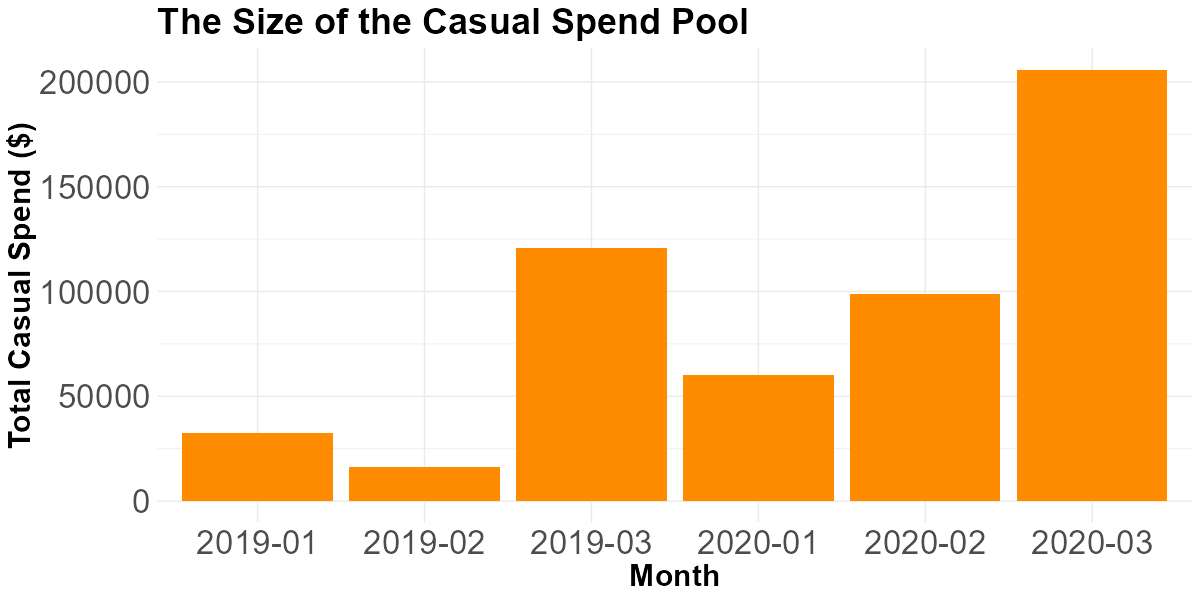 The Size of the Casual Spend Pool
Total Casual Spend ($)
200000
150000
100000
50000
0
2019-01 2019-02 2019-03 2020-01 2020-02 2020-03
Month